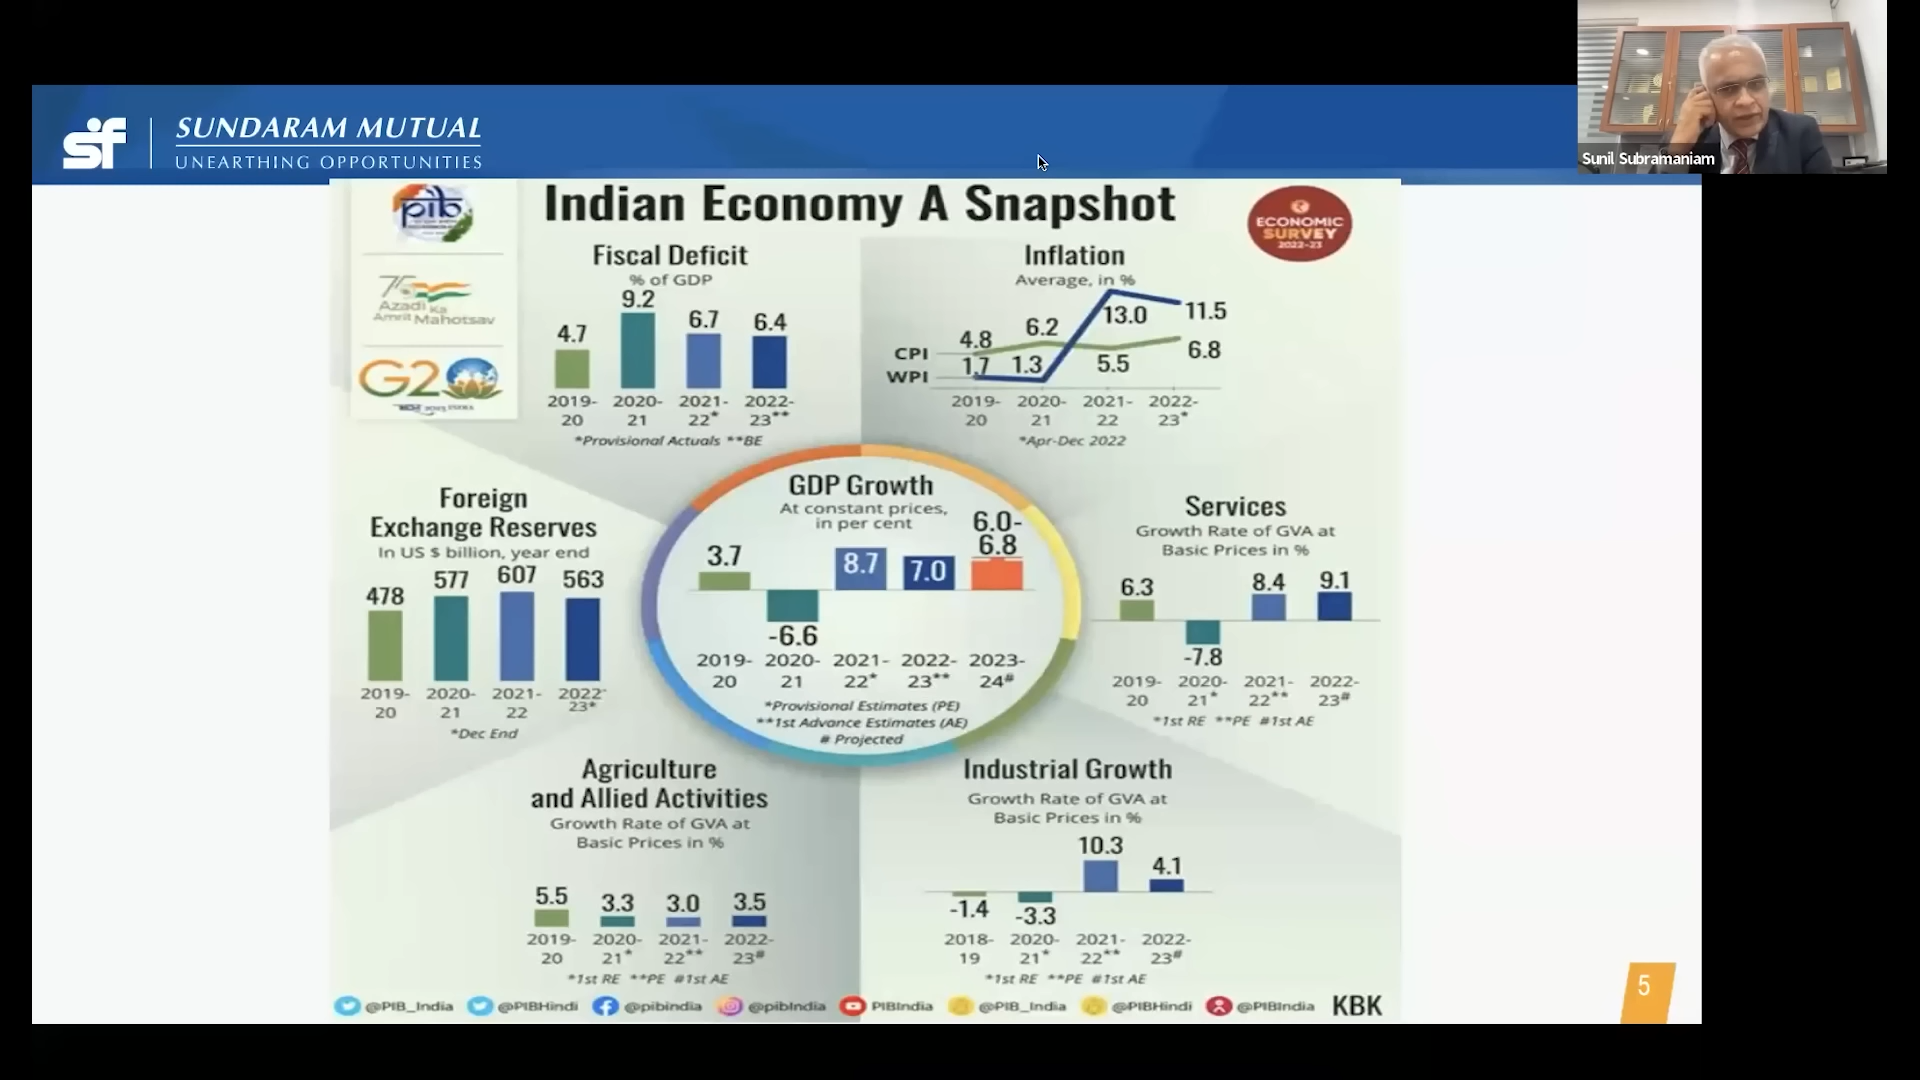 Sunil Subramaniam
sf
SUNDARAM MUTUAL
UNEARTHING OPPORTUNITIES
pib
75
Azadi Ka
Amrit Mahotsav
G20
Indian Economy A Snapshot
ECONOMIC
SURVEY
2022-23
Fiscal Deficit
% of GDP
4.7 9.2 6.7 6.4
2019- 2020- 2021- 2022-
20 21 22* 23**
*Provisional Actuals **BE
Inflation
Average, in %
CPI 4.8 6.2 5.5 6.8
WPI 1.7 1.3 13.0 11.5
2019- 2020- 2021- 2022-
20 21 22 23*
*Apr-Dec 2022
Foreign
Exchange Reserves
In US $ billion, year end
478 577 607 563
2019- 2020- 2021- 2022-
20 21 22 23*
*Dec End
GDP Growth
At constant prices,
in per cent
3.7 -6.6 8.7 7.0 6.0-
6.8
2019- 2020- 2021- 2022- 2023-
20 21 22* 23** 24#
*Provisional Estimates (PE)
**1st Advance Estimates (AE)
# Projected
Services
Growth Rate of GVA at
Basic Prices in %
6.3 -7.8 8.4 9.1
2019- 2020- 2021- 2022-
20 21* 22** 23#
*1st RE **PE #1st AE
Agriculture
and Allied Activities
Growth Rate of GVA at
Basic Prices in %
5.5 3.3 3.0 3.5
2019- 2020- 2021- 2022-
20 21* 22** 23#
*1st RE **PE #1st AE
Industrial Growth
Growth Rate of GVA at
Basic Prices in %
-1.4 -3.3 10.3 4.1
2018- 2020- 2021- 2022-
19 21* 22** 23#
*1st RE **PE #1st AE
@PIB_India @PIBHindi @pibindia @pibIndia PIBIndia @PIB_India @PIBHindi @PIBIndia KBK
5